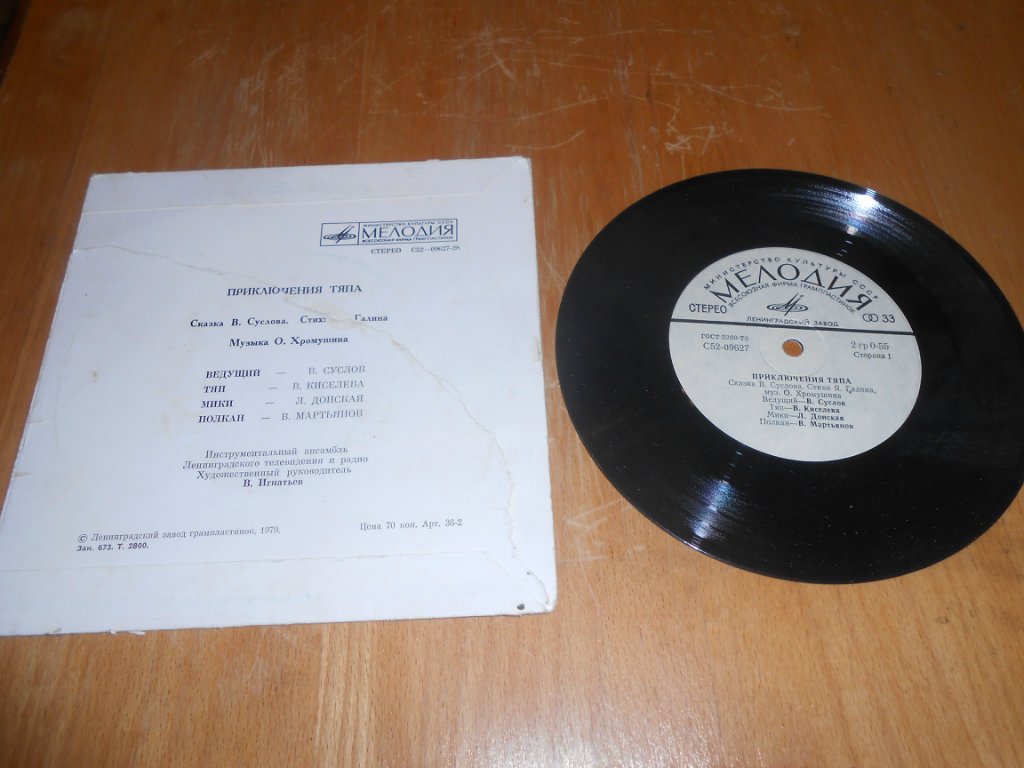 МИНИСТЕРСТВО КУЛЬТУРЫ СССР
МЕЛОДИЯ
ВСЕСОЮЗНАЯ ФИРМА ГРАМПЛАСТИНОК
СТЕРЕО С52—09627-28
ПРИКЛЮЧЕНИЯ ТЯПА
Сказка В. Суслова. Стихи Галина
Музыка О. Хромушина
ВЕДУЩИЙ — В. СУСЛОВ
ТЯП — В. КИСЕЛЕВА
МИКИ — Л. ДОНСКАЯ
ПОЛКАН — В. МАРТЬЯНОВ
Инструментальный ансамбль
Ленинградского телевидения и радио
Художественный руководитель
В. Игнатьев
© Ленинградский завод грампластинок, 1979. Цена 70 коп. Арт. 36-2
Зак. 673. Т. 2800.
МИНИСТЕРСТВО КУЛЬТУРЫ СССР
МЕЛОДИЯ
ВСЕСОЮЗНАЯ ФИРМА ГРАМПЛАСТИНОК
СТЕРЕО 33
ЛЕНИНГРАДСКИЙ ЗАВОД
ГОСТ 5289-73 2 гр 0-55
С52-09627 Сторона 1
ПРИКЛЮЧЕНИЯ ТЯПА
Сказка В. Суслова. Стихи Я. Галина,
муз. О. Хромушина
Ведущий—В. Суслов
Тяп—В. Киселева
Мики—Л. Донская
Полкан—В. Мартьянов